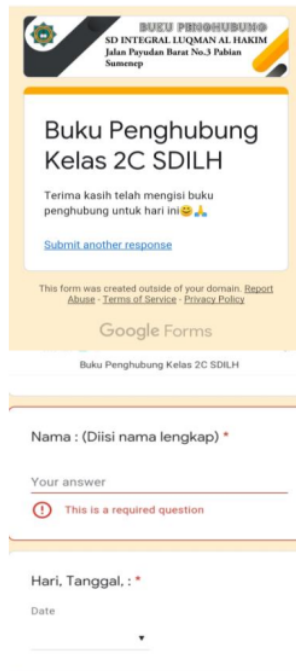 BUKU PENGHUBUNG
SD INTEGRAL LUQMAN AL HAKIM
Jalan Payudan Barat No.3 Pabian
Sumenep
Buku Penghubung
Kelas 2C SDILH
Terima kasih telah mengisi buku
penghubung untuk hari ini😊🙏
Submit another response
This form was created outside of your domain. Report
Abuse - Terms of Service - Privacy Policy
Google Forms
Buku Penghubung Kelas 2C SDILH
Nama : (Diisi nama lengkap) *
Your answer
This is a required question
Hari, Tanggal, : *
Date